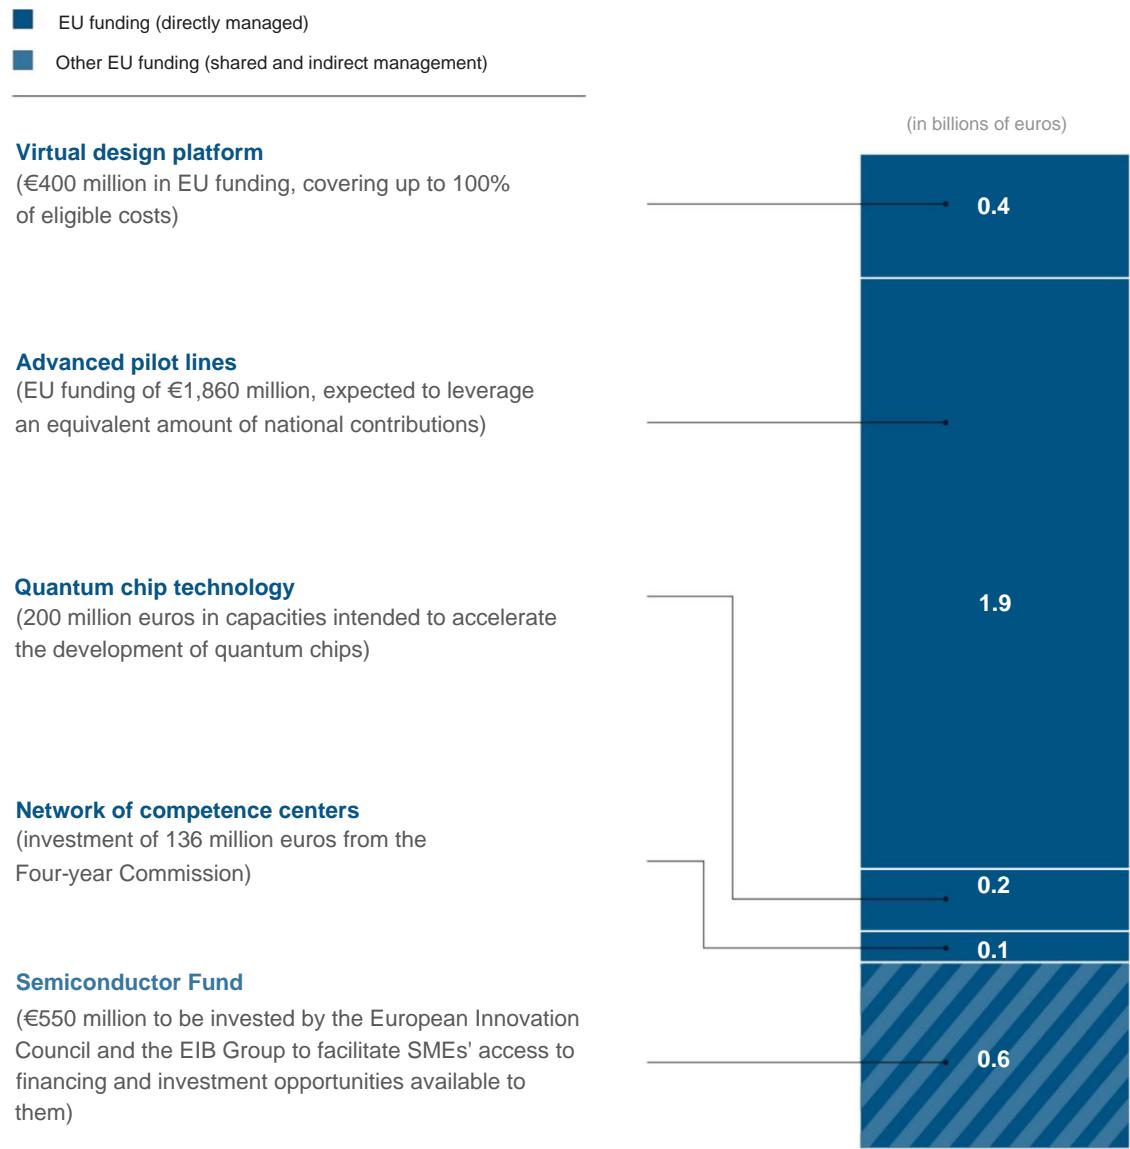 EU funding (directly managed)
Other EU funding (shared and indirect management)
(in billions of euros)
Virtual design platform
(€400 million in EU funding, covering up to 100%
of eligible costs)
0.4
Advanced pilot lines
(EU funding of €1,860 million, expected to leverage
an equivalent amount of national contributions)
1.9
Quantum chip technology
(200 million euros in capacities intended to accelerate
the development of quantum chips)
0.2
Network of competence centers
(investment of 136 million euros from the
Four-year Commission)
0.1
Semiconductor Fund
(€550 million to be invested by the European Innovation
Council and the EIB Group to facilitate SMEs' access to
financing and investment opportunities available to
them)
0.6